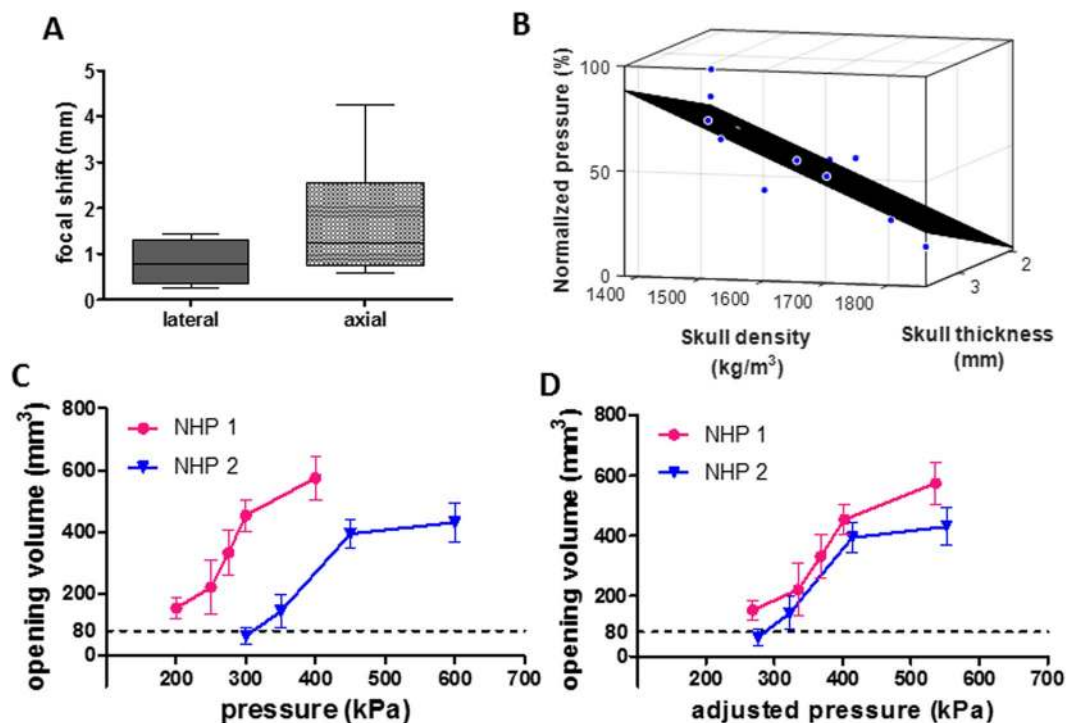 A
focal shift (mm)
5
4
3
2
1
0
lateral
axial
B
Normalized pressure (%)
100
50
0
1400
1500
1600
1700
1800
Skull density
(kg/m³)
3
2
Skull thickness
(mm)
C
opening volume (mm³)
800
600
400
200
80
0
NHP 1
NHP 2
200
300
400
500
600
700
pressure (kPa)
D
opening volume (mm³)
800
600
400
200
80
0
NHP 1
NHP 2
200
300
400
500
600
700
adjusted pressure (kPa)